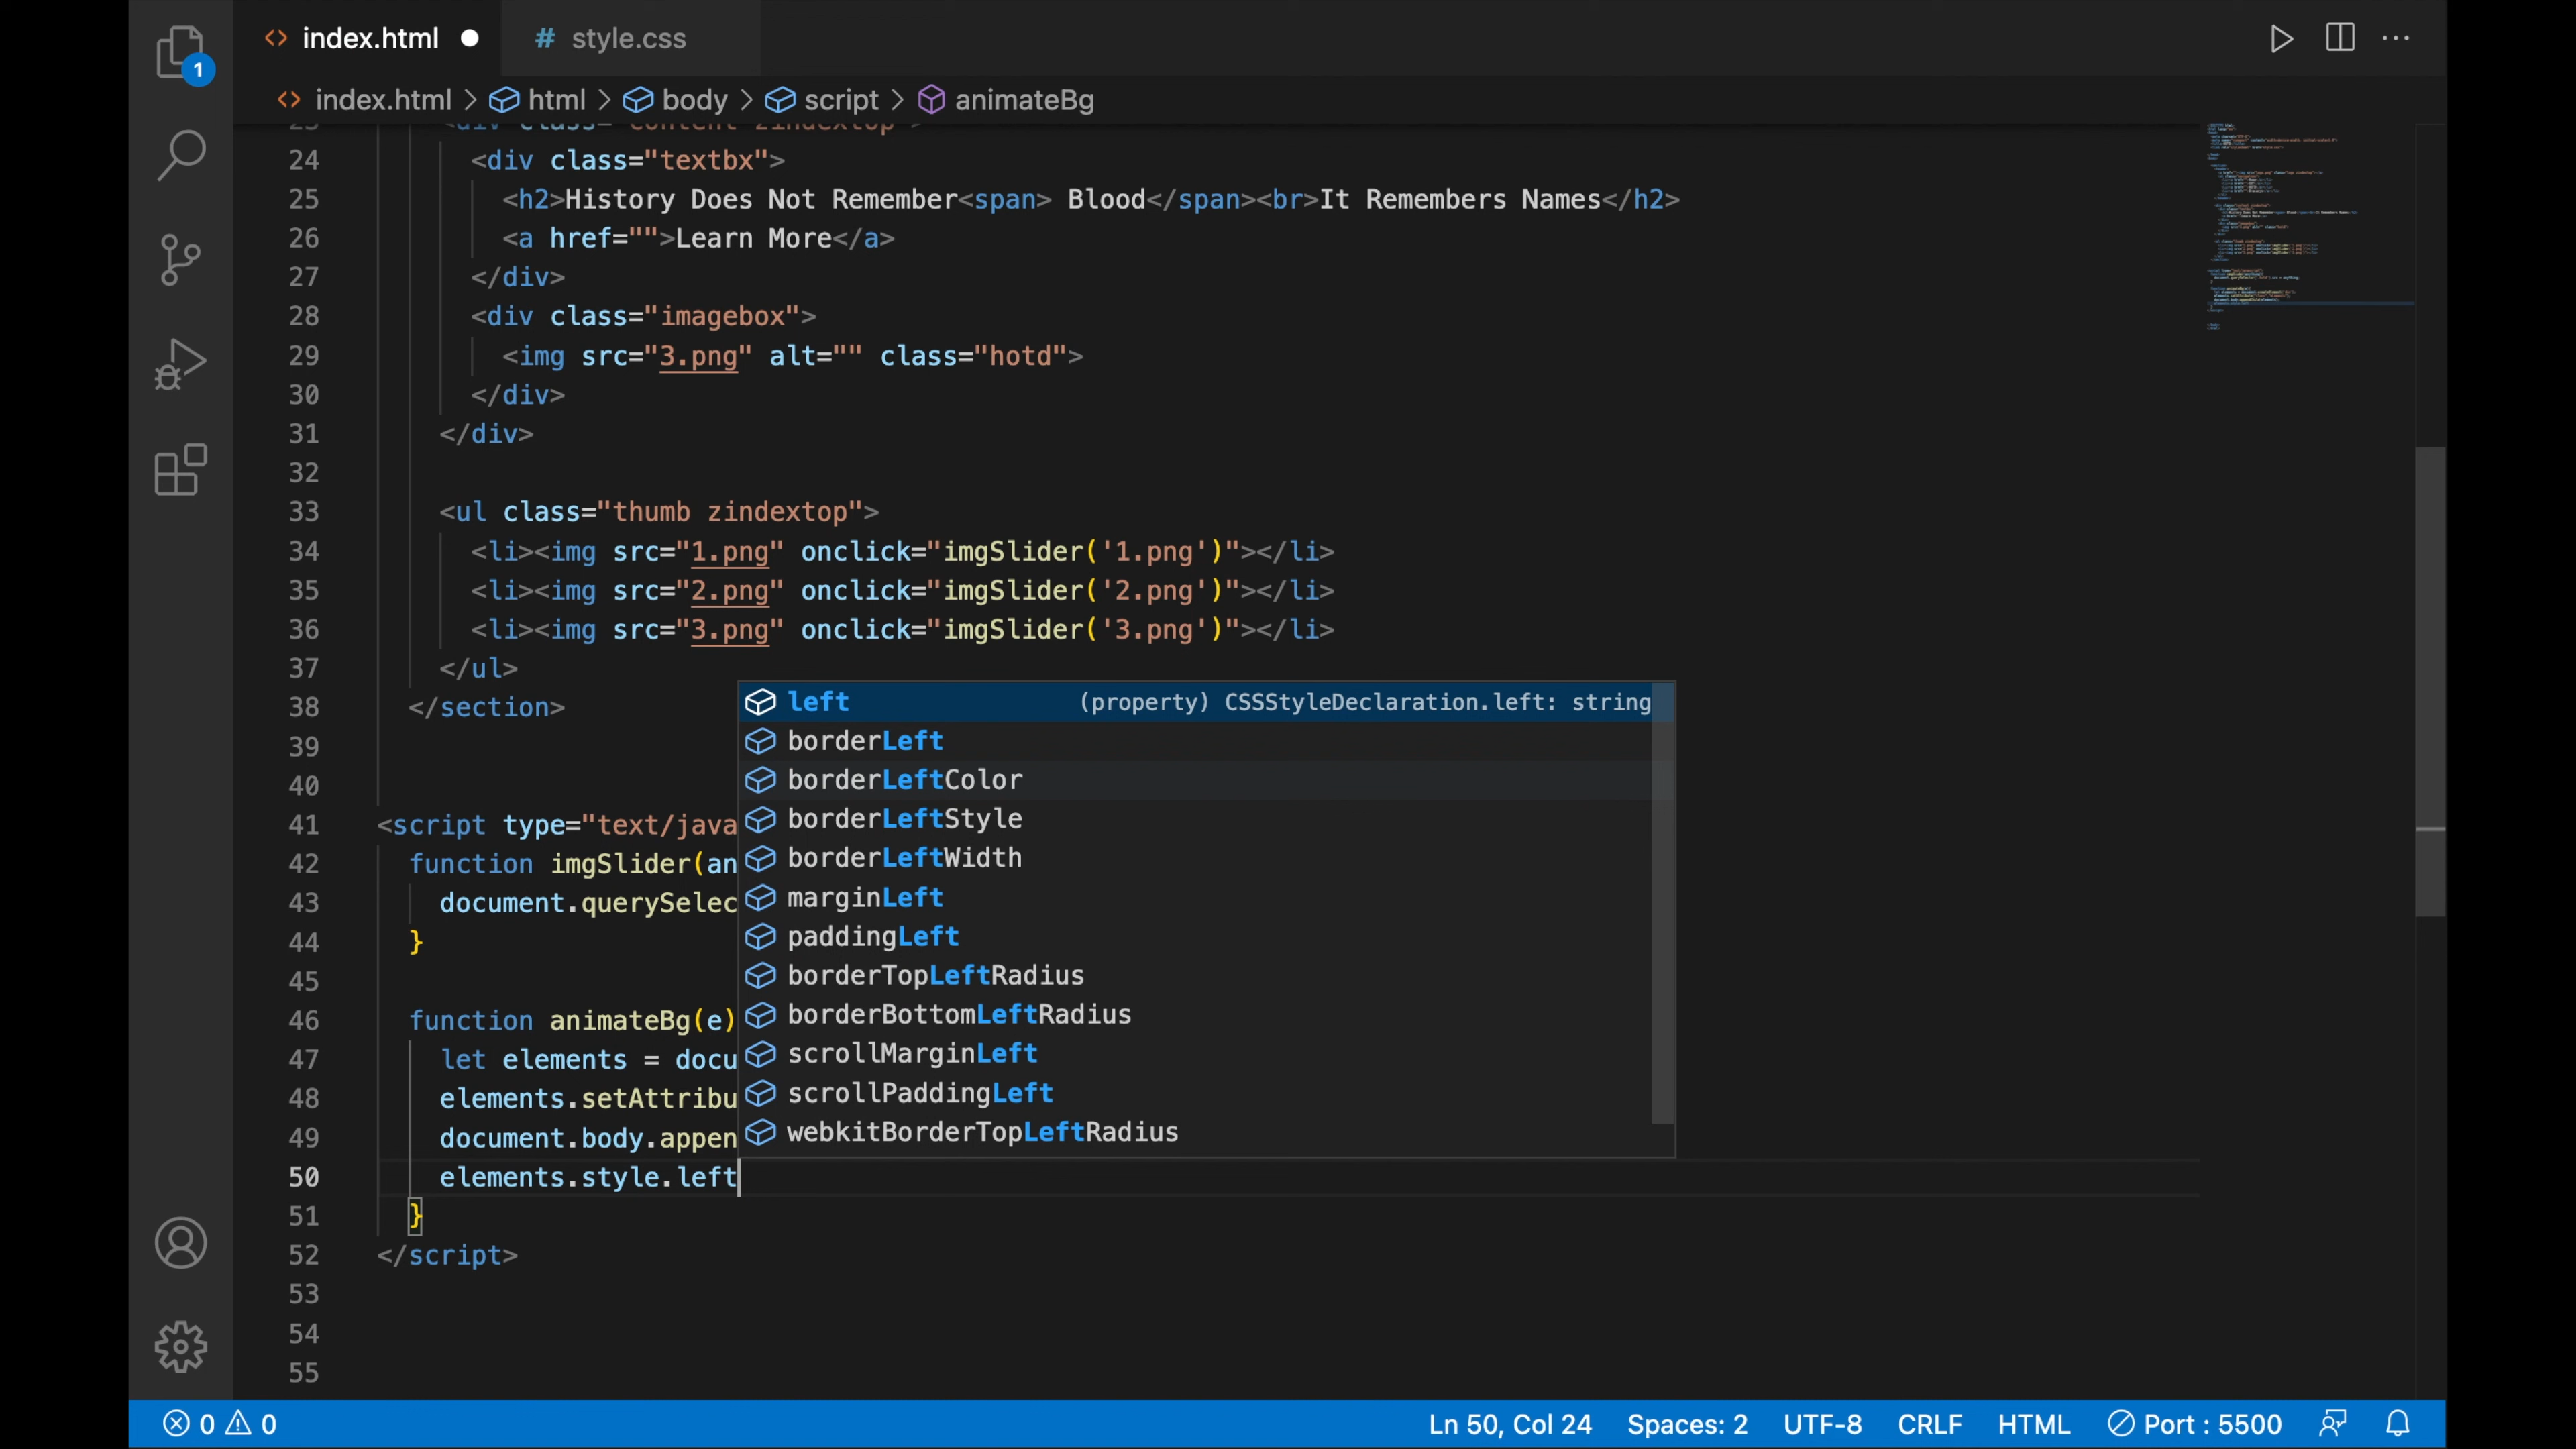 1
index.html
# style.css
index.html > html > body > script > animateBg
<div class="content zindextop">
24 <div class="textbx">
25 <h2>History Does Not Remember<span> Blood</span><br>It Remembers Names</h2>
26 <a href="">Learn More</a>
27 </div>
28 <div class="imagebox">
29 <img src="3.png" alt="" class="hotd">
30 </div>
31 </div>
32
33 <ul class="thumb zindextop">
34 <li><img src="1.png" onclick="imgSlider('1.png')"></li>
35 <li><img src="2.png" onclick="imgSlider('2.png')"></li>
36 <li><img src="3.png" onclick="imgSlider('3.png')"></li>
37 </ul>
38 </section>
39
40
41 <script type="text/java
42 function imgSlider(an
43 document.querySelec
44 }
45
46 function animateBg(e)
47 let elements = docu
48 elements.setAttribu
49 document.body.appen
50 elements.style.left
51 }
52 </script>
53
54
55
left (property) CSSStyleDeclaration.left: string
borderLeft
borderLeftColor
borderLeftStyle
borderLeftWidth
marginLeft
paddingLeft
borderTopLeftRadius
borderBottomLeftRadius
scrollMarginLeft
scrollPaddingLeft
webkitBorderTopLeftRadius
0 0 Ln 50, Col 24 Spaces: 2 UTF-8 CRLF HTML Port : 5500